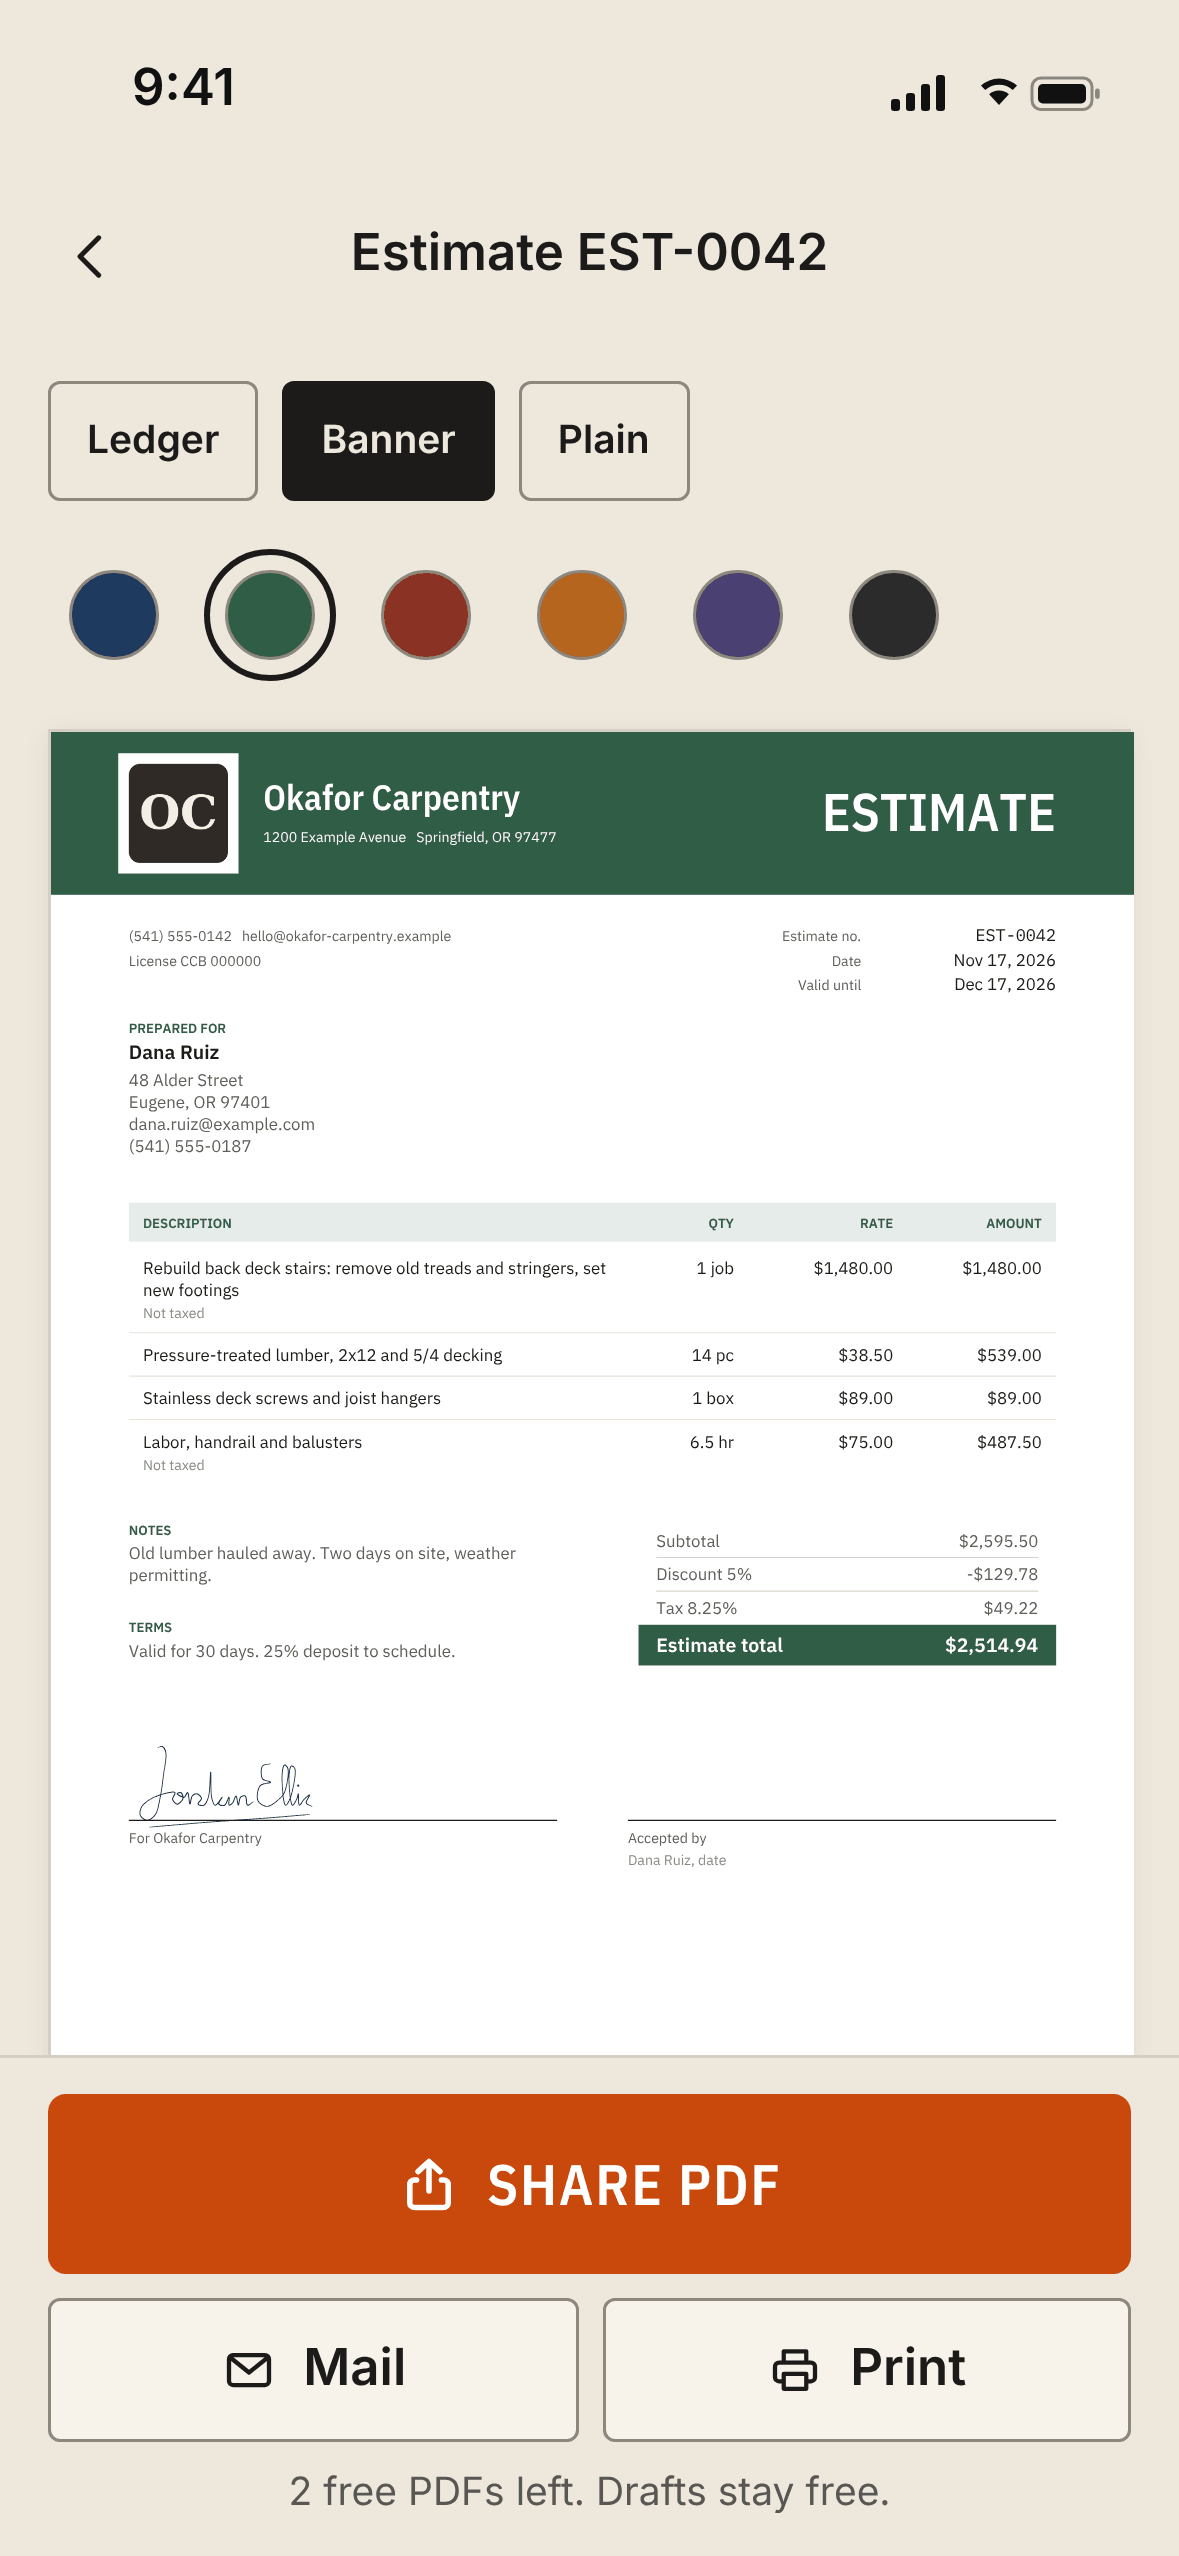 9:41
Estimate EST-0042
Ledger Banner Plain
OC
Okafor Carpentry
1200 Example Avenue Springfield, OR 97477
ESTIMATE
(541) 555-0142 hello@okafor-carpentry.example
License CCB 000000
Estimate no. EST-0042
Date Nov 17, 2026
Valid until Dec 17, 2026
PREPARED FOR
Dana Ruiz
48 Alder Street
Eugene, OR 97401
dana.ruiz@example.com
(541) 555-0187
DESCRIPTION QTY RATE AMOUNT
Rebuild back deck stairs: remove old treads and stringers, set 1 job $1,480.00 $1,480.00
new footings
Not taxed
Pressure-treated lumber, 2x12 and 5/4 decking 14 pc $38.50 $539.00
Stainless deck screws and joist hangers 1 box $89.00 $89.00
Labor, handrail and balusters 6.5 hr $75.00 $487.50
Not taxed
NOTES
Old lumber hauled away. Two days on site, weather
permitting.
TERMS
Valid for 30 days. 25% deposit to schedule.
Subtotal $2,595.50
Discount 5% -$129.78
Tax 8.25% $49.22
Estimate total $2,514.94
For Okafor Carpentry
Accepted by
Dana Ruiz, date
SHARE PDF
Mail
Print
2 free PDFs left. Drafts stay free.